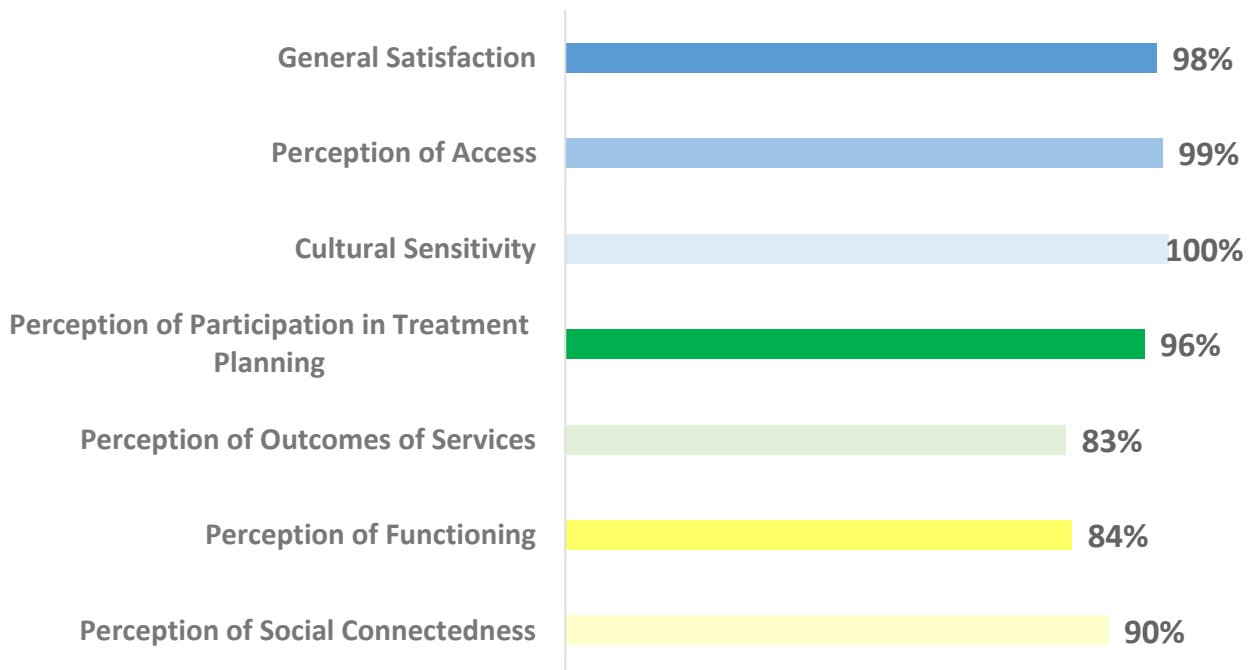 General Satisfaction 98%
Perception of Access 99%
Cultural Sensitivity 100%
Perception of Participation in Treatment
Planning 96%
Perception of Outcomes of Services 83%
Perception of Functioning 84%
Perception of Social Connectedness 90%